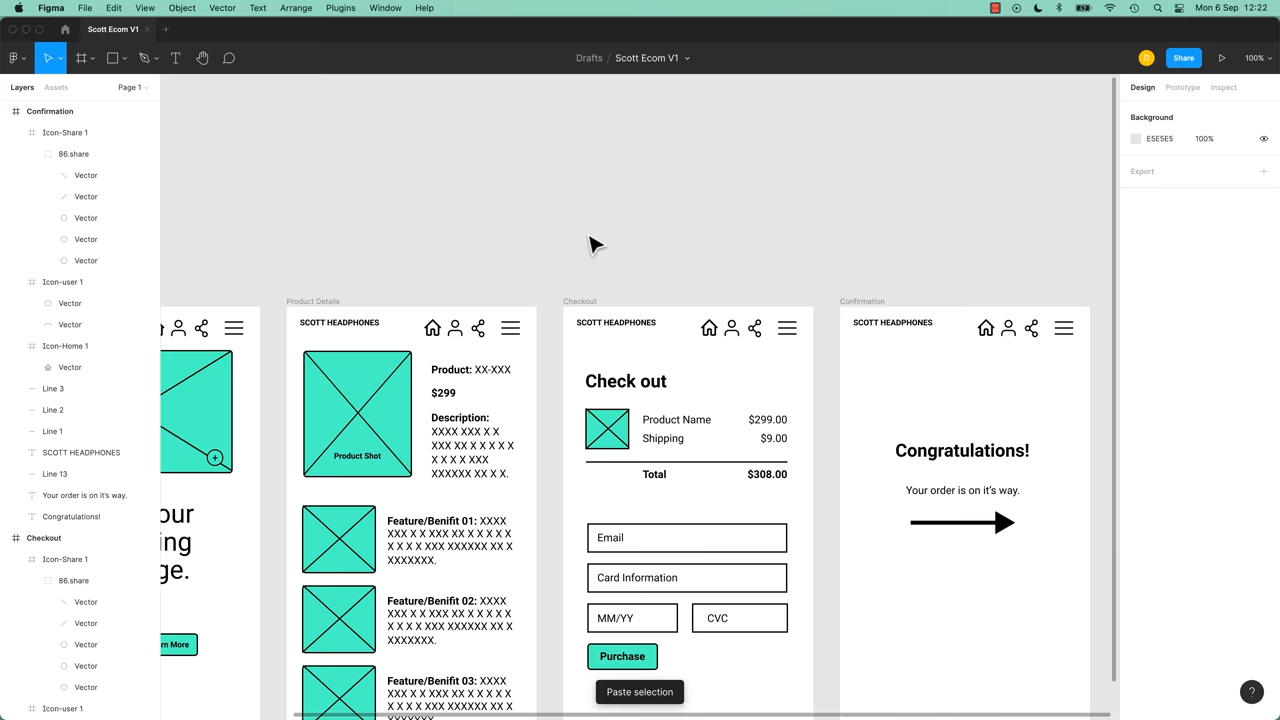 Figma File Edit View Object Vector Text Arrange Plugins Window Help
Mon 6 Sep 12:22
Scott Ecom V1
Drafts / Scott Ecom V1
D
Share
100%
Layers
Assets
Page 1
Confirmation
Icon-Share 1
86.share
Vector
Vector
Vector
Vector
Vector
Icon-user 1
Vector
Vector
Icon-Home 1
Vector
Line 3
Line 2
Line 1
SCOTT HEADPHONES
Line 13
Your order is on it's way.
Congratulations!
Checkout
Icon-Share 1
86.share
Vector
Vector
Vector
Vector
Vector
Icon-user 1
our
ing
ge.
rn More
Product Details
SCOTT HEADPHONES
Product Shot
Product: XX-XXX
$299
Description:
XXXX XXX X X
XXX XX X X X X
X X X X XXX
XXXXXX XX X X.
Feature/Benifit 01: XXXX
XXX X X XXX XX X X X X X
X X X X XXX XXXXXX XX X
XXXXXXX.
Feature/Benifit 02: XXXX
XXX X X XXX XX X X X X X
X X X X XXX XXXXXX XX X
XXXXXXX.
Feature/Benifit 03: XXXX
XXX X X XXX XX X X X X X
X X X X XXX XXXXXX XX X
Checkout
SCOTT HEADPHONES
Check out
Product Name $299.00
Shipping $9.00
Total $308.00
Email
Card Information
MM/YY
CVC
Purchase
Paste selection
Confirmation
SCOTT HEADPHONES
Congratulations!
Your order is on it's way.
Design
Prototype
Inspect
Background
E5E5E5 100%
Export
?